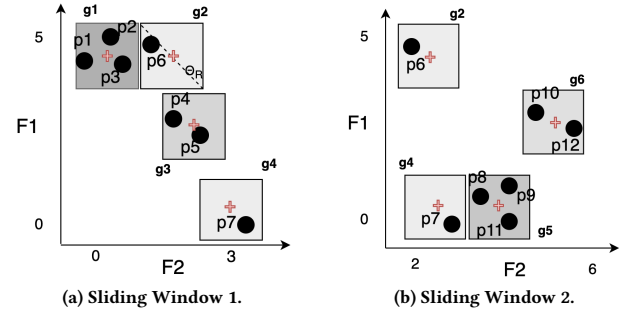 g1
g2
5
p1
p2
p3
p6
ΘR
F1
p4
p5
g3
g4
0
p7
0
F2
3
(a) Sliding Window 1.
g2
5
p6
g6
p10
F1
p12
g4
p8
p9
0
p7
p11
g5
2
F2
6
(b) Sliding Window 2.